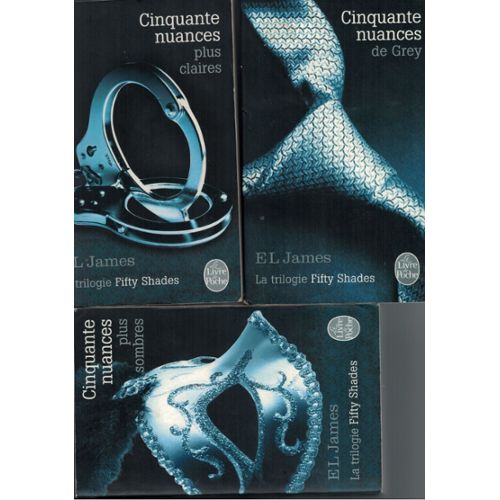 Cinquante
nuances
plus
claires
E L James
a trilogie Fifty Shades
Le Livre
de Poche
Cinquante
nuances
de Grey
E L James
La trilogie Fifty Shades
Le Livre
de Poche
Cinquante
nuances
plus
sombres
E L James
La trilogie Fifty Shades
Le Livre
de Poche